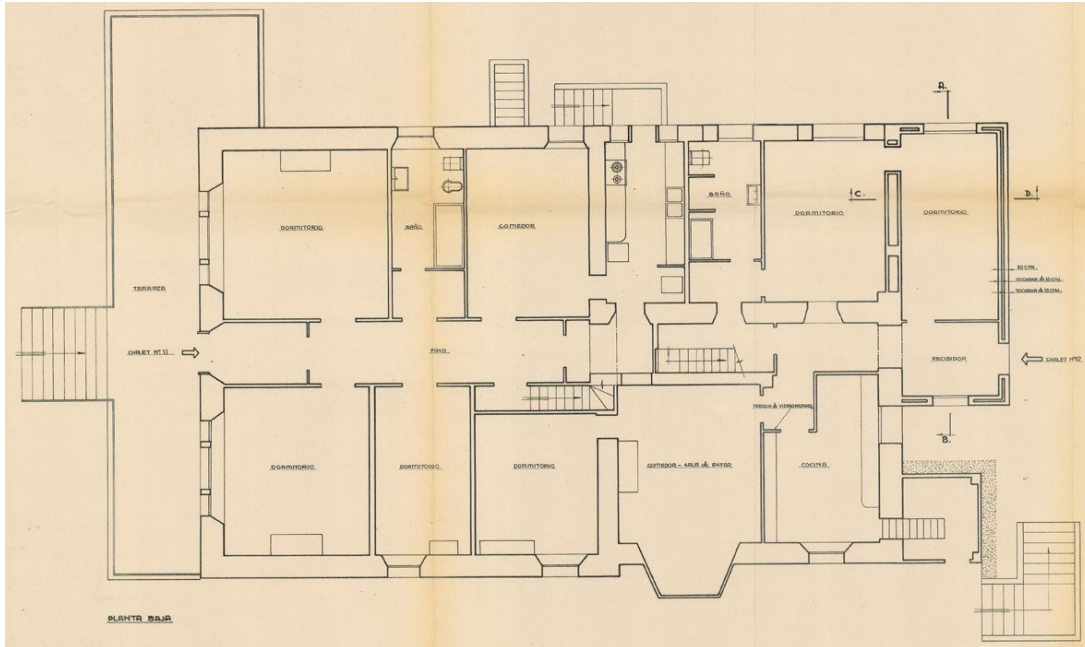 A.
DORMITORIO
BAÑO
COMEDOR
BAÑO
DORMITORIO
C.
DORMITORIO
D.
TERRAZA
CHALET Nº 11
PASO
RECIBIDOR
CHALET Nº 12
B.
DORMITORIO
DORMITORIO
DORMITORIO
COMEDOR - SALA de ESTAR
COCINA
PLANTA BAJA